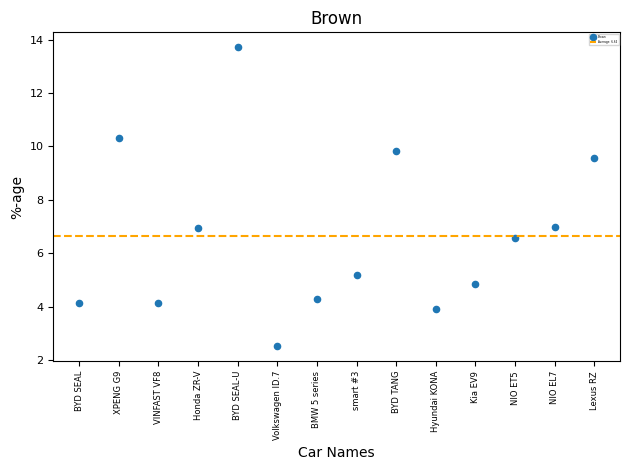 Brown
14
12
10
8
6
4
2
%-age
BYD SEAL
XPENG G9
VINFAST VF8
Honda ZR-V
BYD SEAL-U
Volkswagen ID.7
BMW 5 series
smart #3
BYD TANG
Hyundai KONA
Kia EV9
NIO ET5
NIO EL7
Lexus RZ
Car Names